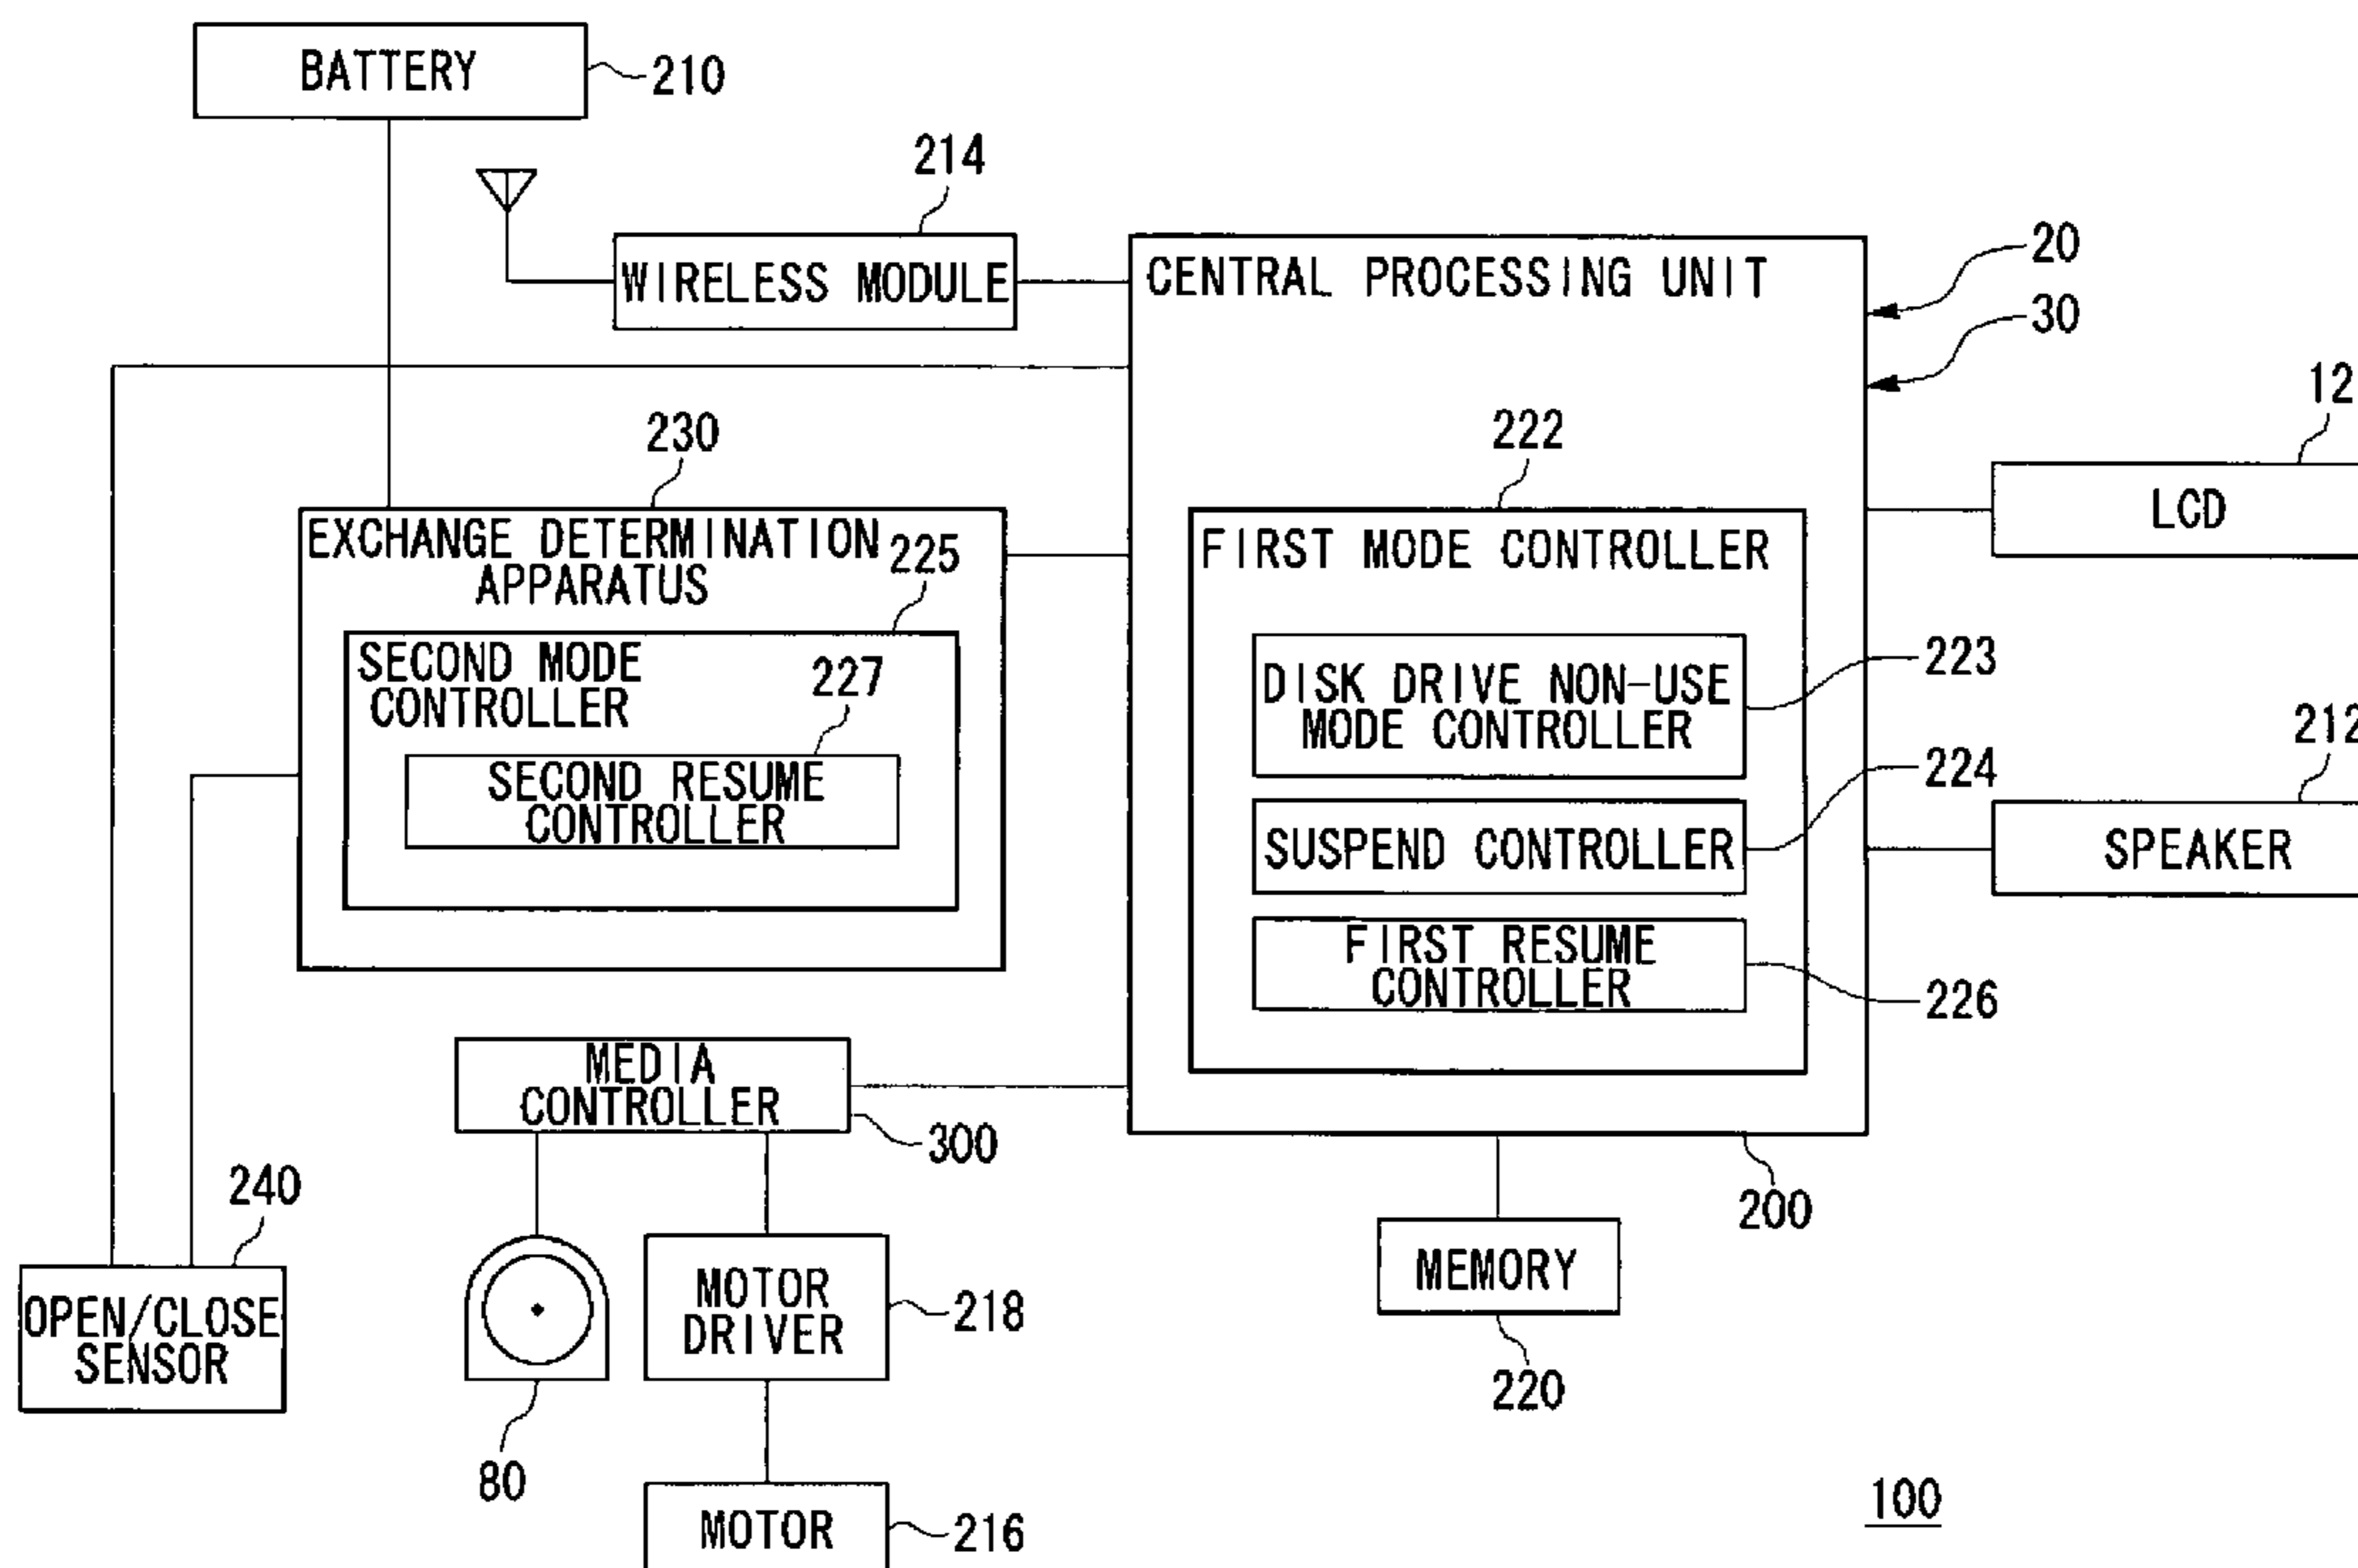 BATTERY
210
214
WIRELESS MODULE
CENTRAL PROCESSING UNIT
20
30
12
230
222
EXCHANGE DETERMINATION
APPARATUS
225
FIRST MODE CONTROLLER
LCD
SECOND MODE
CONTROLLER
227
DISK DRIVE NON-USE
MODE CONTROLLER
223
212
SECOND RESUME
CONTROLLER
SUSPEND CONTROLLER
224
SPEAKER
FIRST RESUME
CONTROLLER
226
MEDIA
CONTROLLER
300
240
200
OPEN/CLOSE
SENSOR
MOTOR
DRIVER
218
MEMORY
220
80
MOTOR
216
100